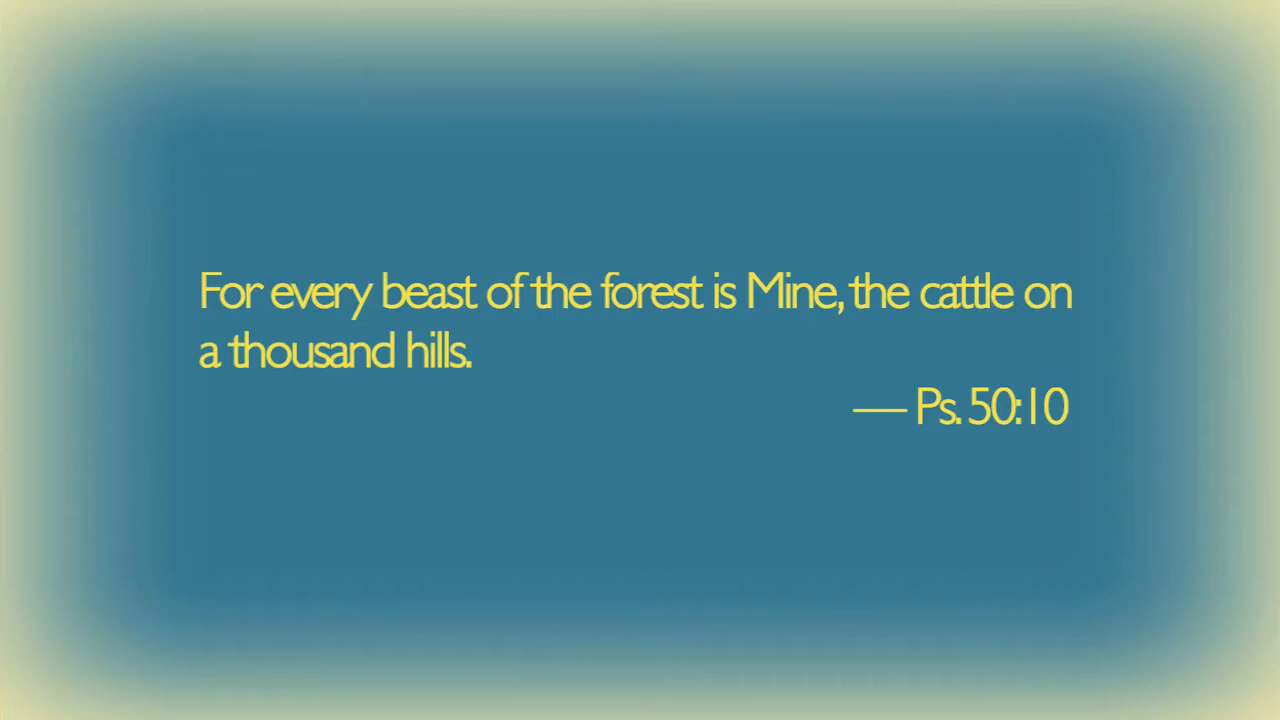 For every beast of the forest is Mine, the cattle on
a thousand hills.
— Ps. 50:10